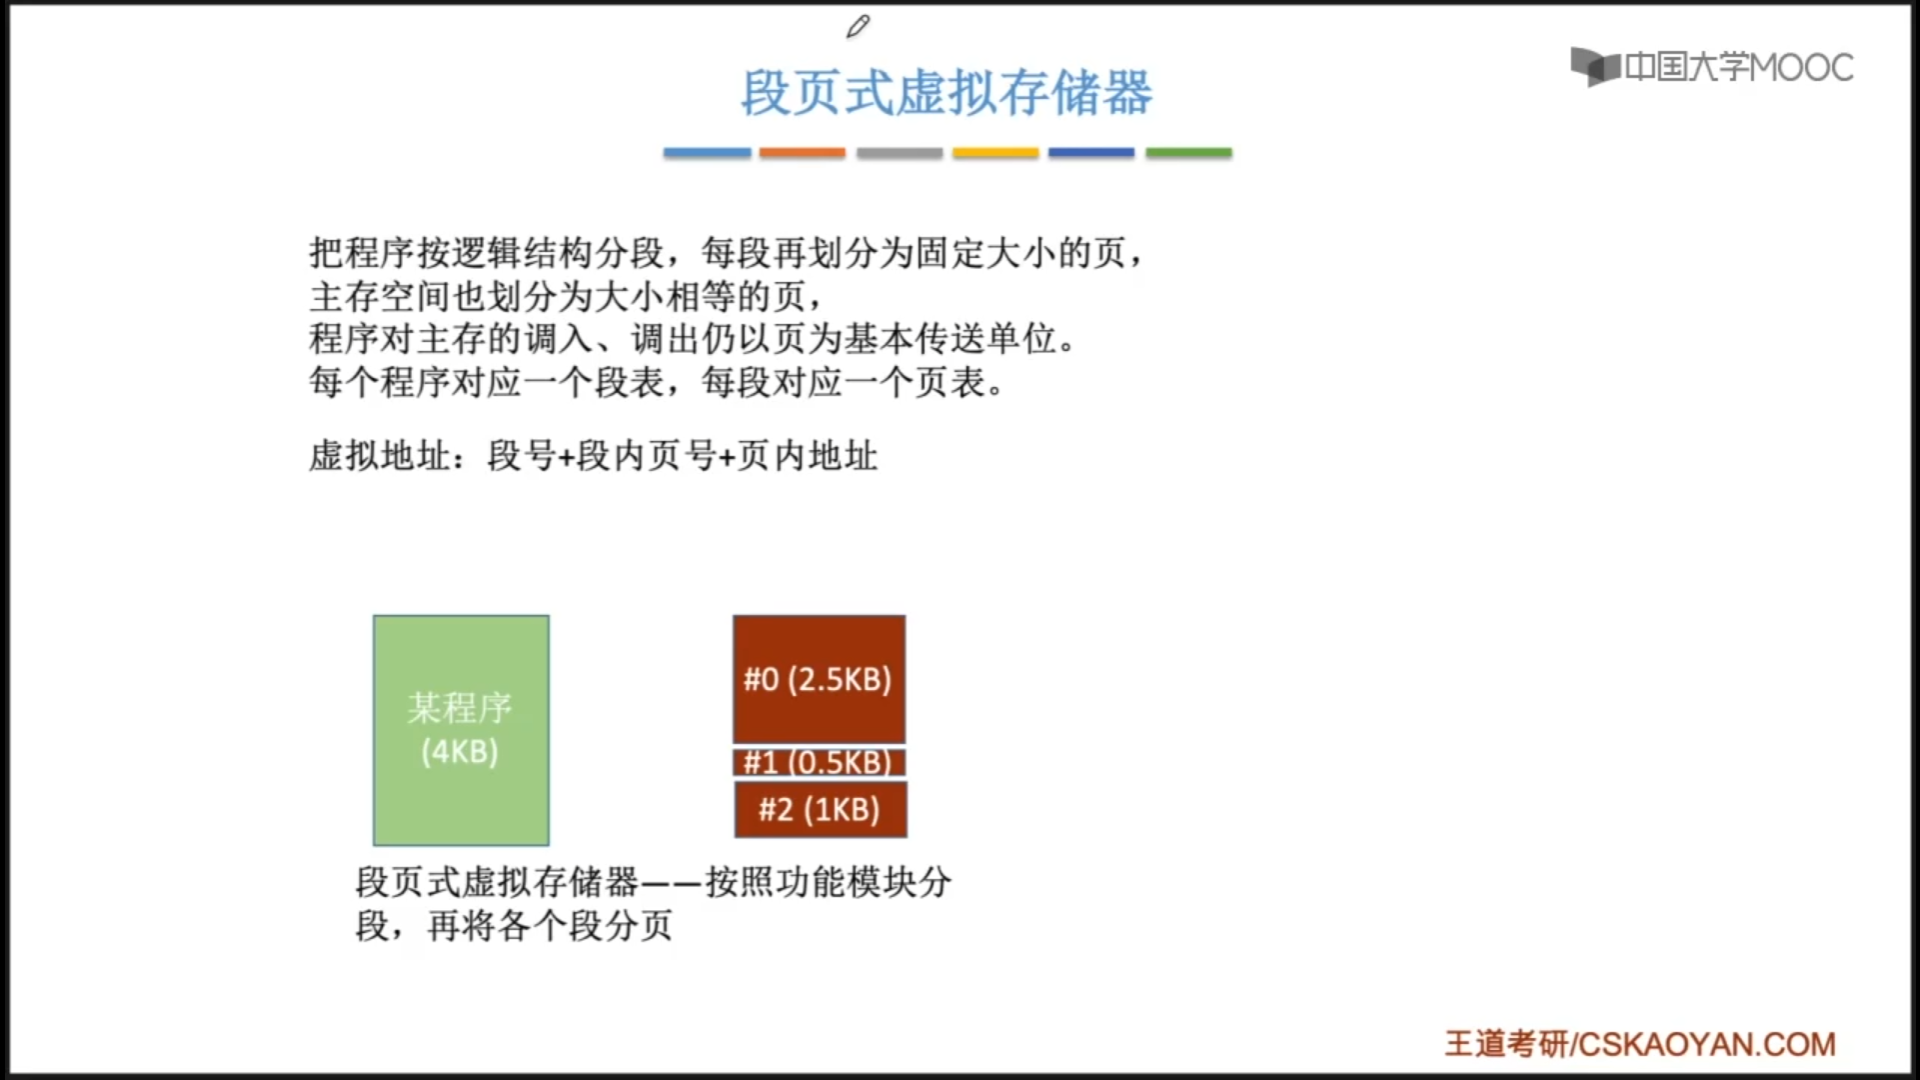 中国大学MOOC
段页式虚拟存储器
把程序按逻辑结构分段，每段再划分为固定大小的页，
主存空间也划分为大小相等的页，
程序对主存的调入、调出仍以页为基本传送单位。
每个程序对应一个段表，每段对应一个页表。
虚拟地址：段号+段内页号+页内地址
某程序
(4KB)
#0 (2.5KB)
#1 (0.5KB)
#2 (1KB)
段页式虚拟存储器——按照功能模块分
段，再将各个段分页
王道考研/CSKAOYAN.COM